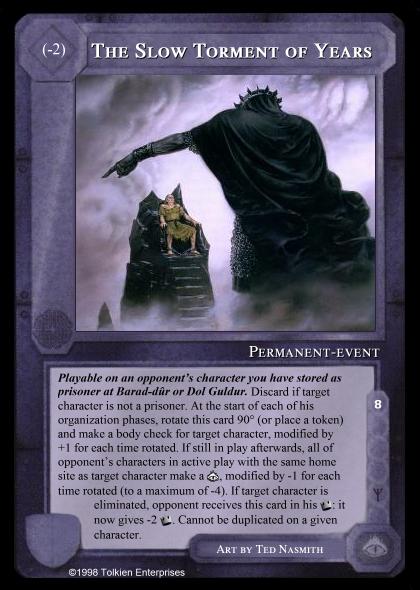 (-2)
THE SLOW TORMENT OF YEARS
PERMANENT-EVENT
Playable on an opponent's character you have stored as
prisoner at Barad-dûr or Dol Guldur. Discard if target
character is not a prisoner. At the start of each of his
organization phases, rotate this card 90° (or place a token)
and make a body check for target character, modified by
+1 for each time rotated. If still in play afterwards, all of
opponent's characters in active play with the same home
site as target character make a , modified by -1 for each
time rotated (to a maximum of -4). If target character is
eliminated, opponent receives this card in his : it
now gives -2 . Cannot be duplicated on a given
character.
8
ART BY TED NASMITH
©1998 Tolkien Enterprises